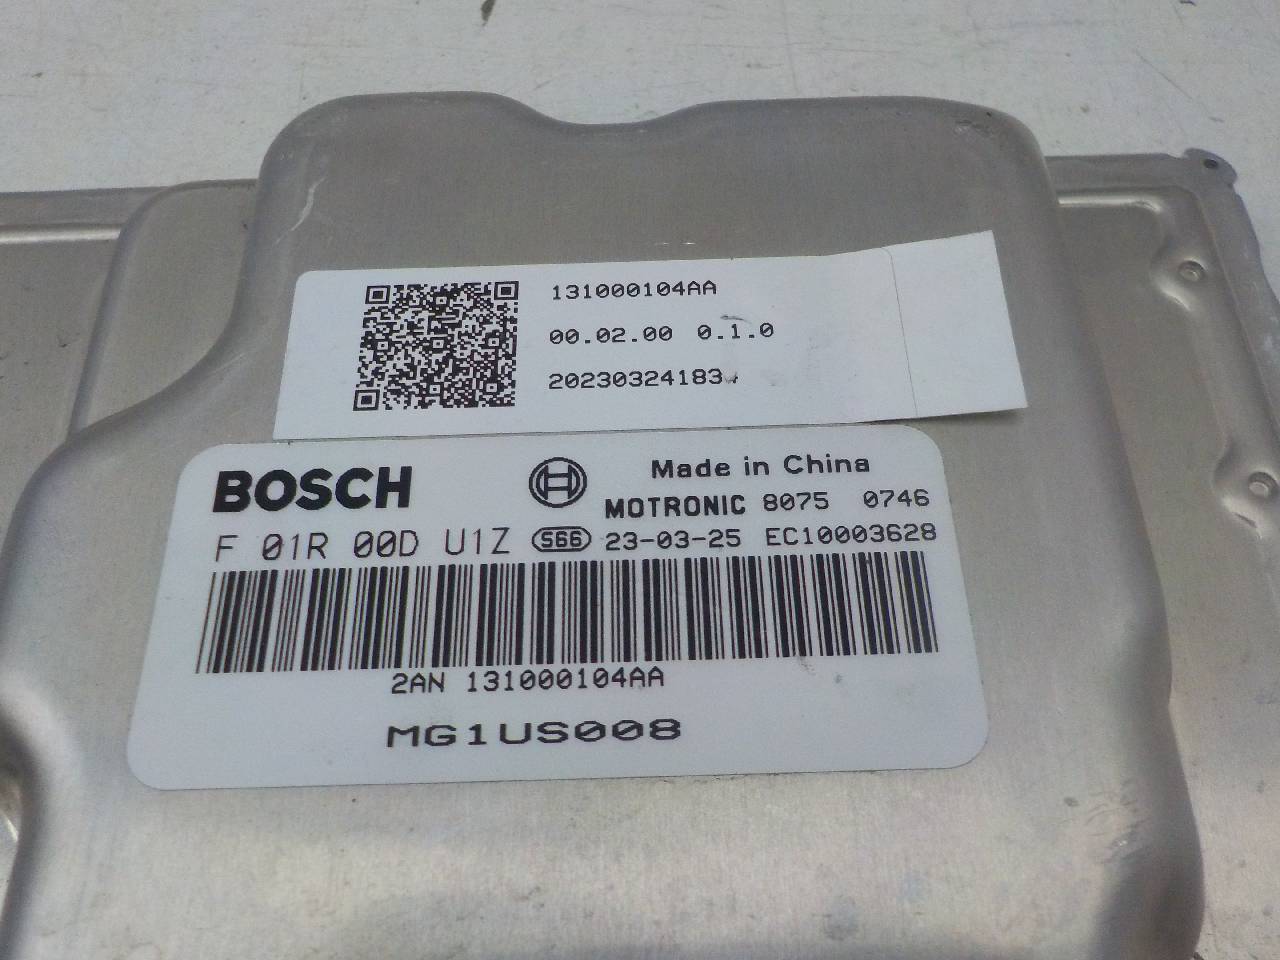 131000104AA
00.02.00 0.1.0
20230324183
BOSCH
Made in China
MOTRONIC 8075 0746
F 01R 00D U1Z S66 23-03-25 EC10003628
2AN 131000104AA
MG1US008